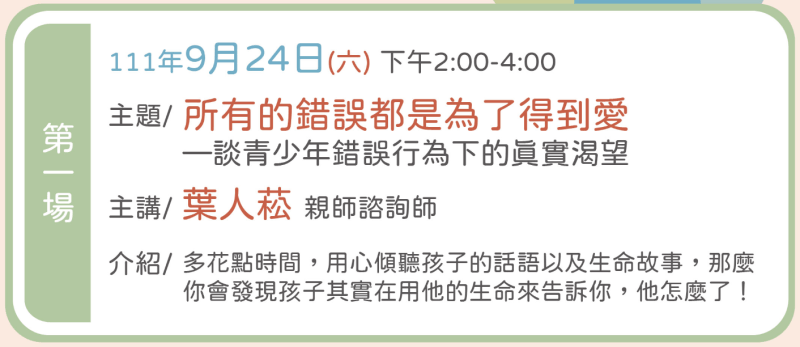 第一場
111年9月24日(六) 下午2:00-4:00
主題/ 所有的錯誤都是為了得到愛
—談青少年錯誤行為下的真實渴望
主講/ 葉人菘 親師諮詢師
介紹/ 多花點時間，用心傾聽孩子的話語以及生命故事，那麼
你會發現孩子其實在用他的生命來告訴你，他怎麼了！